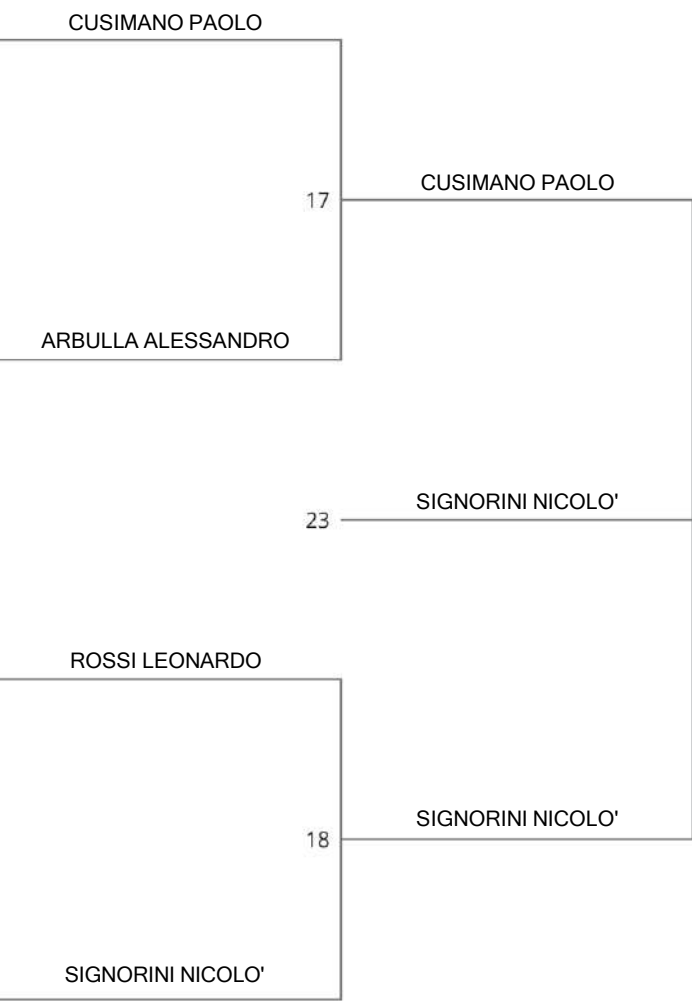 CUSIMANO PAOLO
CUSIMANO PAOLO
17
ARBULLA ALESSANDRO
SIGNORINI NICOLO'
23
ROSSI LEONARDO
SIGNORINI NICOLO'
18
SIGNORINI NICOLO'